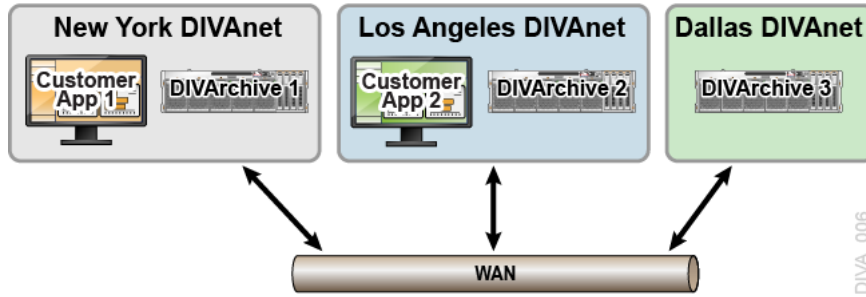 New York DIVAnet
Customer
App 1
DIVArchive 1
Los Angeles DIVAnet
Customer
App 2
DIVArchive 2
Dallas DIVAnet
DIVArchive 3
WAN
DIVA_006